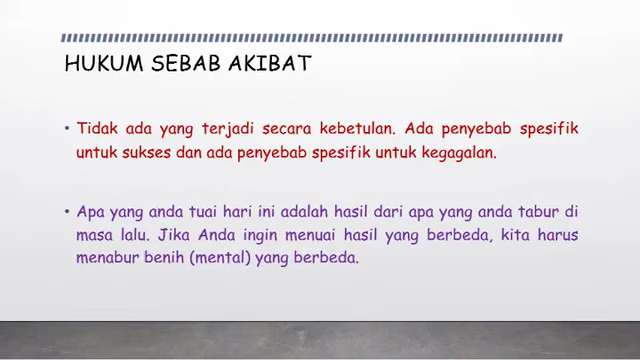 HUKUM SEBAB AKIBAT
• Tidak ada yang terjadi secara kebetulan. Ada penyebab spesifik
untuk sukses dan ada penyebab spesifik untuk kegagalan.
• Apa yang anda tuai hari ini adalah hasil dari apa yang anda tabur di
masa lalu. Jika Anda ingin menuai hasil yang berbeda, kita harus
menabur benih (mental) yang berbeda.